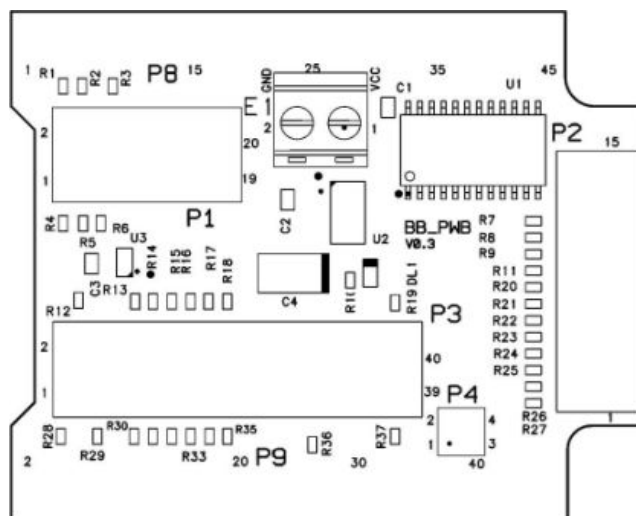 1 R1 R2 R3 P8 15 GND 25 VCC C1 35 U1 45
2 20 E1 2 1 P2 15
1 19
P1 C2
R4 R5 R6 U3 R14 R15 R16 R17 R18 U2 BB_PWB R7
V0.3 R8
R9
C3 R13 C4 R10 DL1 R11
R12 R19 R20
R21
2 P3 R22
40 R23
R24
1 39 P4 R25
2 4 R26
R28 R29 R30 R33 R35 R36 R37 1 3 R27 1
2 20 P9 30 40